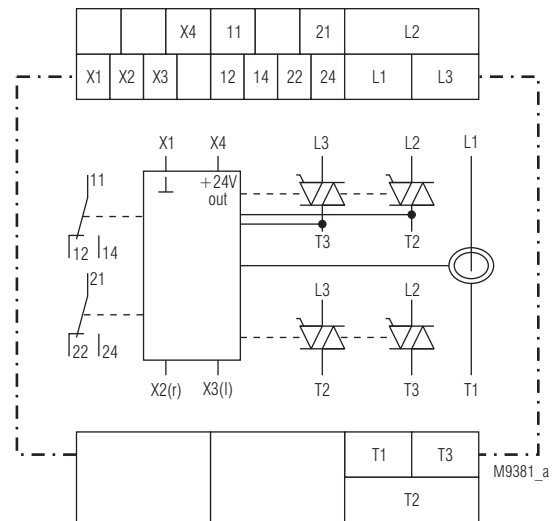 X4 11 21 L2
X1 X2 X3 12 14 22 24 L1 L3
X1 X4 L3 L2 L1
+24V
out
11
12 14
T3 T2
21
22 24
L3 L2
X2(r) X3(l) T2 T3 T1
T1 T3
M9381_a
T2